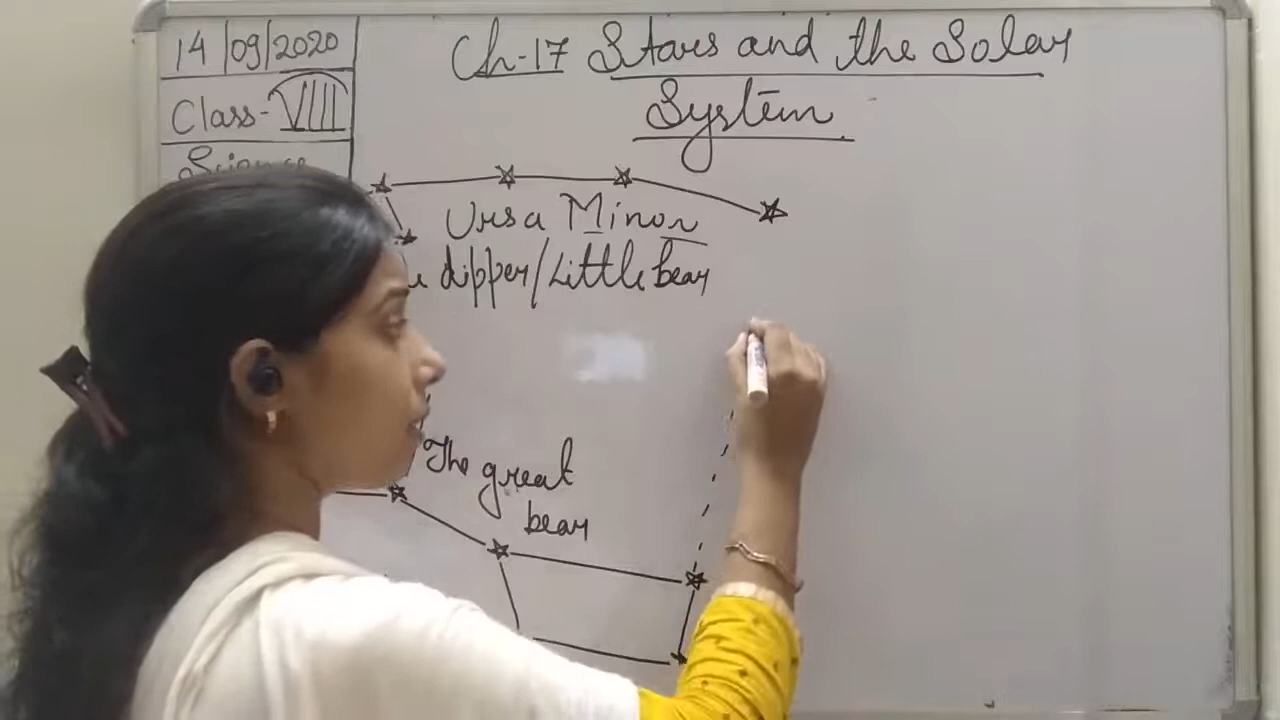 14/09/2020
Class-VIII
Science
Ch-17 Stars and the Solar
System
Ursa Minor
dipper/Little bear
The great
bear